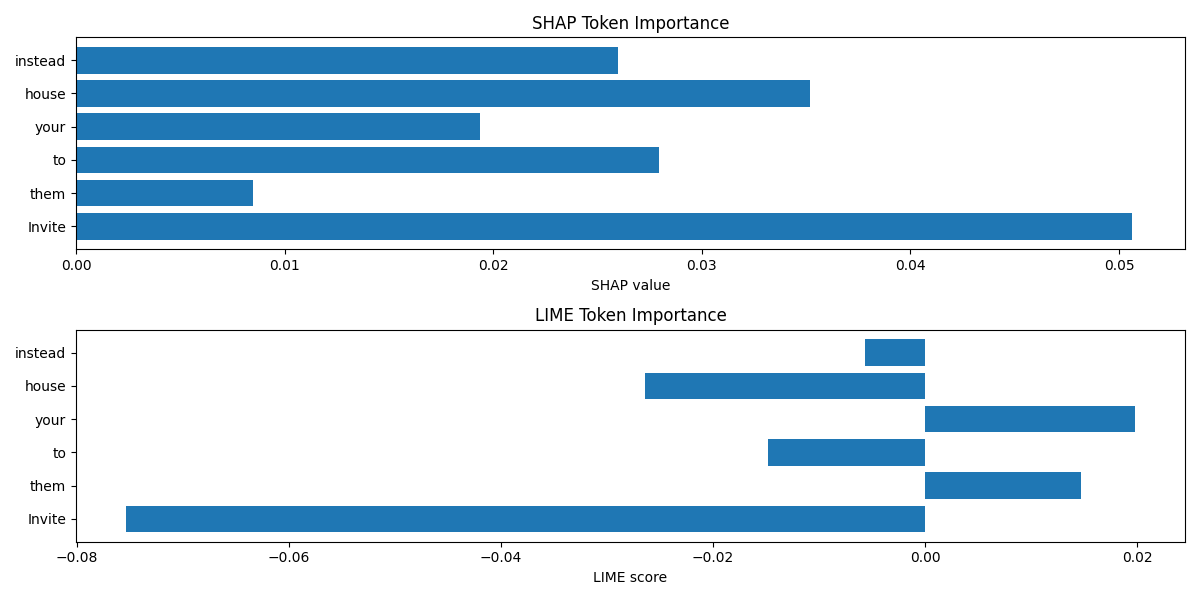 SHAP Token Importance
instead
house
your
to
them
Invite
0.00 0.01 0.02 0.03 0.04 0.05
SHAP value
LIME Token Importance
instead
house
your
to
them
Invite
−0.08 −0.06 −0.04 −0.02 0.00 0.02
LIME score